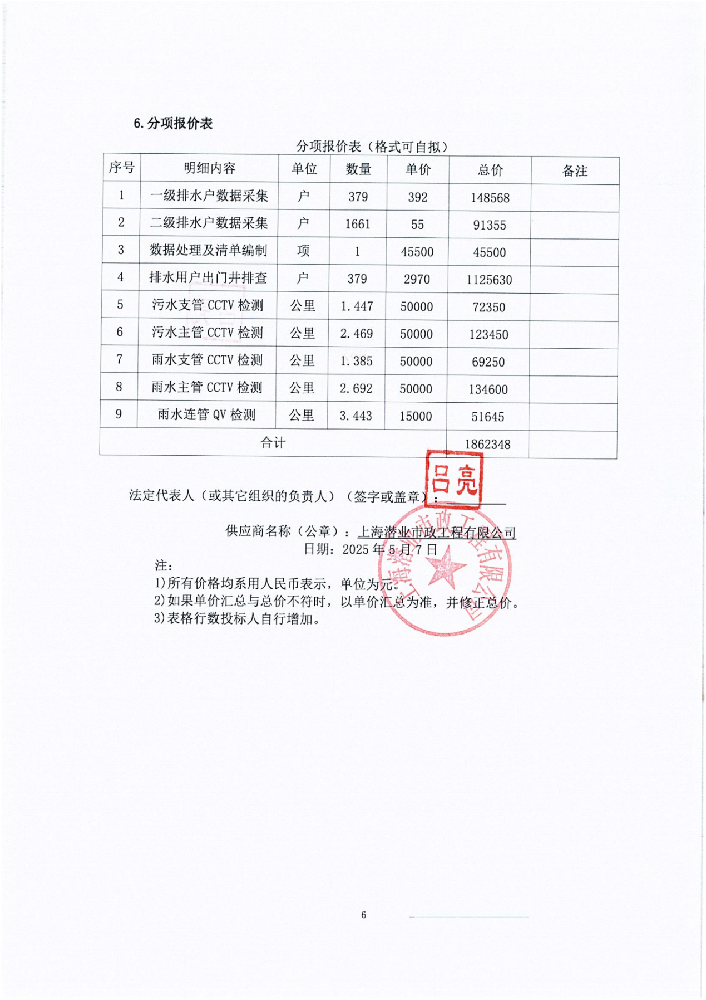 6.分项报价表
分项报价表（格式可自拟）
序号 明细内容 单位 数量 单价 总价 备注
1 一级排水户数据采集 户 379 392 148568
2 二级排水户数据采集 户 1661 55 91355
3 数据处理及清单编制 项 1 45500 45500
4 排水用户出门井排查 户 379 2970 1125630
5 污水支管 CCTV 检测 公里 1.447 50000 72350
6 污水主管 CCTV 检测 公里 2.469 50000 123450
7 雨水支管 CCTV 检测 公里 1.385 50000 69250
8 雨水主管 CCTV 检测 公里 2.692 50000 134600
9 雨水连管 QV 检测 公里 3.443 15000 51645
合计 1862348
吕亮
法定代表人（或其它组织的负责人）（签字或盖章）：
供应商名称（公章）：上海潜业市政工程有限公司
日期：2025 年 5 月 7 日
上海潜业市政工程有限公司
注：
1)所有价格均系用人民币表示，单位为元。
2)如果单价汇总与总价不符时，以单价汇总为准，并修正总价。
3)表格行数投标人自行增加。
6